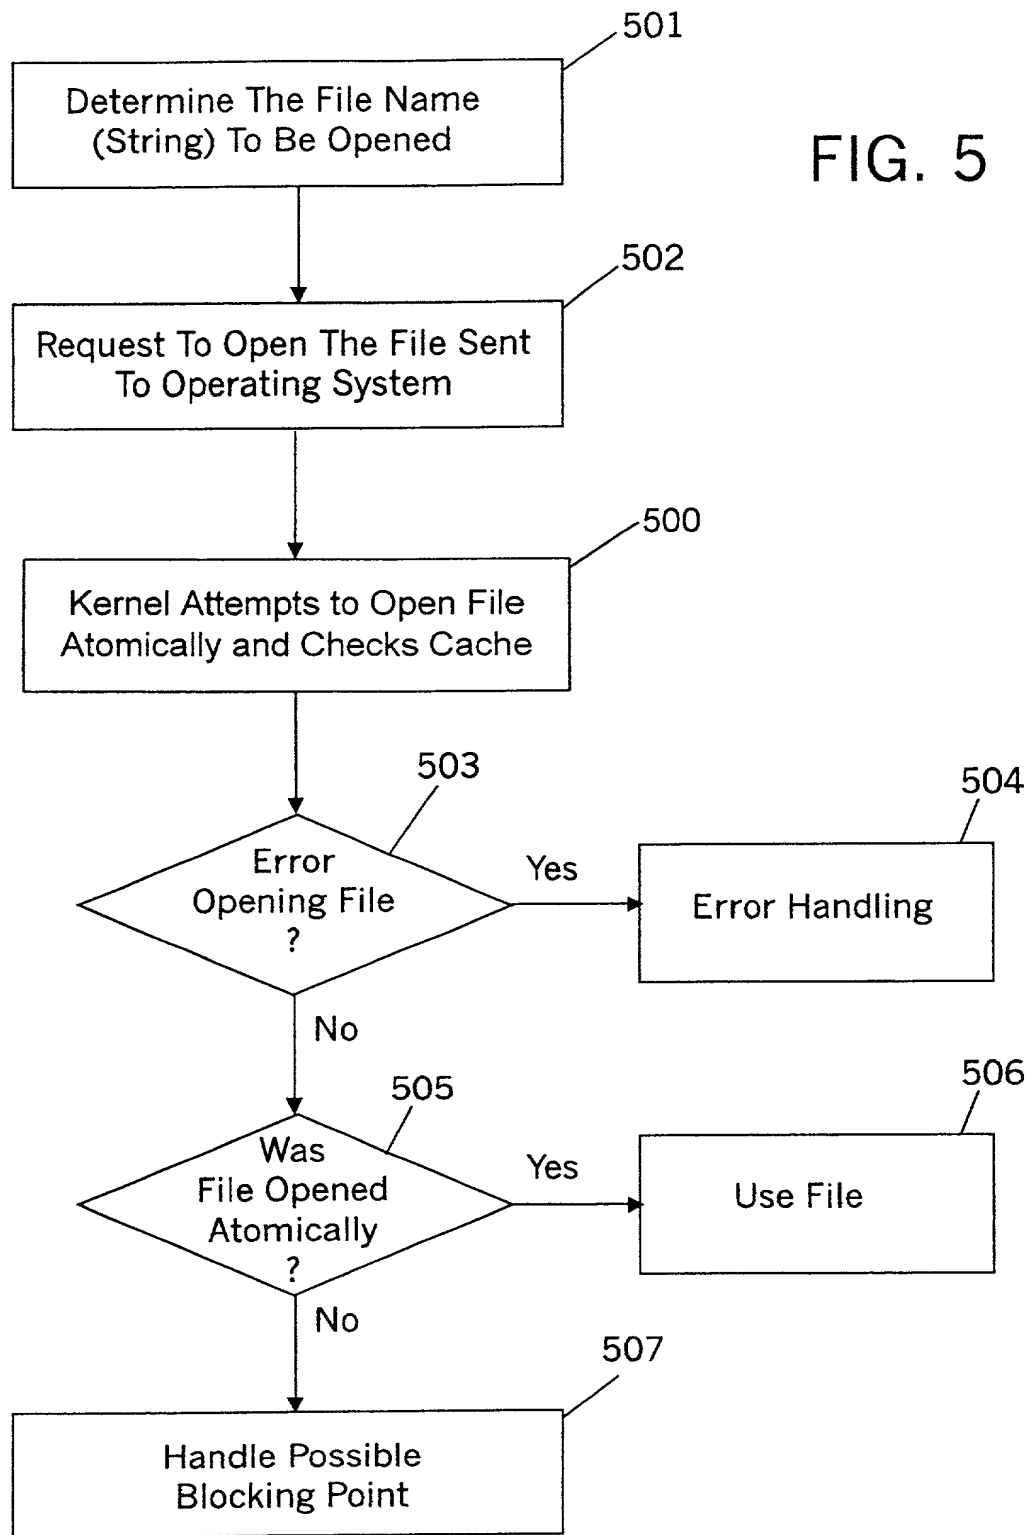 501
Determine The File Name
(String) To Be Opened
FIG. 5
502
Request To Open The File Sent
To Operating System
500
Kernel Attempts to Open File
Atomically and Checks Cache
503
Error
Opening File
?
Yes
504
Error Handling
No
505
Was
File Opened
Atomically
?
Yes
506
Use File
No
507
Handle Possible
Blocking Point